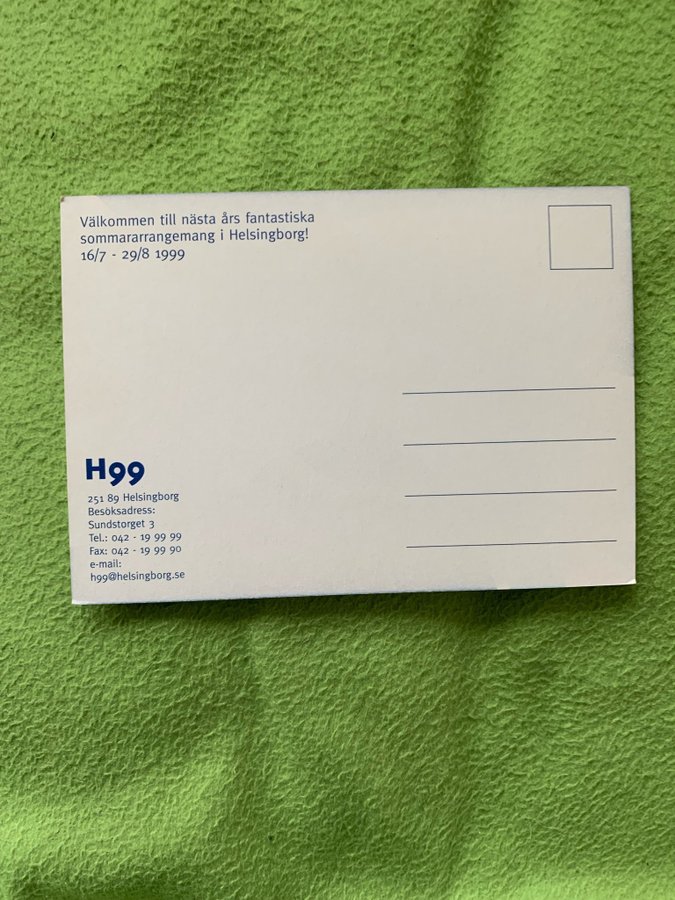 Välkommen till nästa års fantastiska
sommararrangemang i Helsingborg!
16/7 - 29/8 1999
H99
251 89 Helsingborg
Besöksadress:
Sundstorget 3
Tel.: 042 - 19 99 99
Fax: 042 - 19 99 90
e-mail:
h99@helsingborg.se